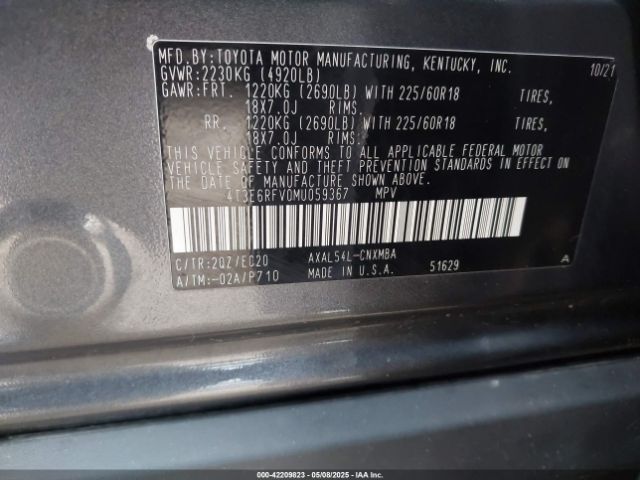 MFD.BY:TOYOTA MOTOR MANUFACTURING, KENTUCKY, INC.
GVWR:2230KG (4920LB) 10/21
GAWR:FRT. 1220KG (2690LB) WITH 225/60R18 TIRES,
18X7.0J RIMS.
RR. 1220KG (2690LB) WITH 225/60R18 TIRES,
18X7.0J RIMS.
THIS VEHICLE CONFORMS TO ALL APPLICABLE FEDERAL MOTOR
VEHICLE SAFETY AND THEFT PREVENTION STANDARDS IN EFFECT ON
THE DATE OF MANUFACTURE SHOWN ABOVE.
4T3E6RFV0MU059367 MPV
C/TR:2QZ/EC20 AXAL54L-CNXMBA A
A/TM:-02A/P710 MADE IN U.S.A. 51629
000-42209823 - 05/08/2025 - IAAI.COM